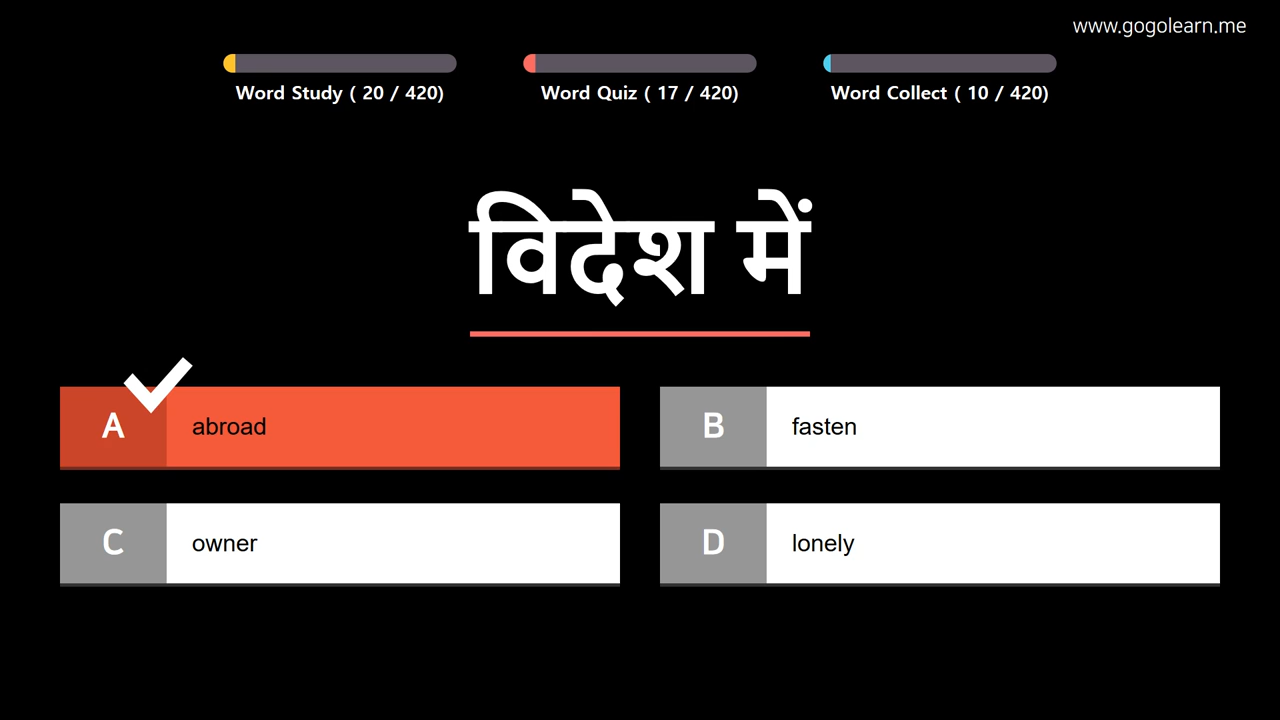 www.gogolearn.me
Word Study ( 20 / 420)
Word Quiz ( 17 / 420)
Word Collect ( 10 / 420)
विदेश में
A abroad
B fasten
C owner
D lonely